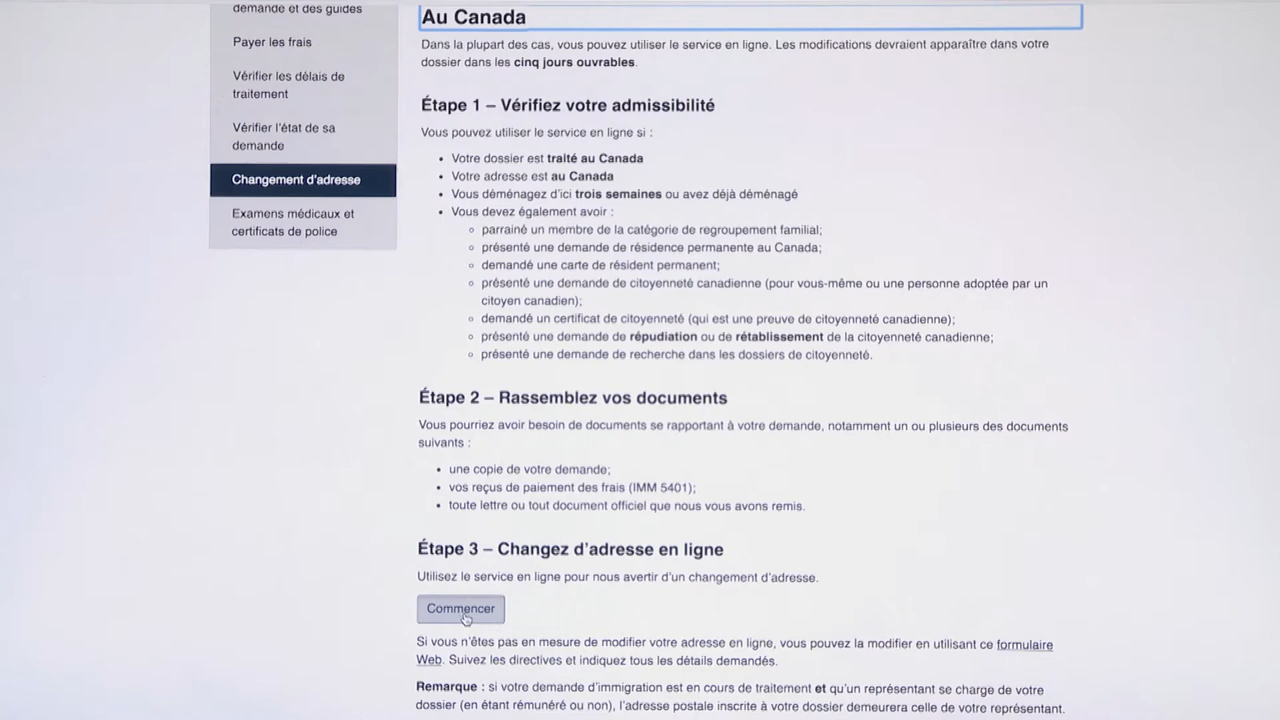 demande et des guides
Payer les frais
Vérifier les délais de
traitement
Vérifier l'état de sa
demande
Changement d'adresse
Examens médicaux et
certificats de police
Au Canada
Dans la plupart des cas, vous pouvez utiliser le service en ligne. Les modifications devraient apparaître dans votre
dossier dans les cinq jours ouvrables.
Étape 1 – Vérifiez votre admissibilité
Vous pouvez utiliser le service en ligne si :
• Votre dossier est traité au Canada
• Votre adresse est au Canada
• Vous déménagez d'ici trois semaines ou avez déjà déménagé
• Vous devez également avoir :
◦ parrainé un membre de la catégorie de regroupement familial;
◦ présenté une demande de résidence permanente au Canada;
◦ demandé une carte de résident permanent;
◦ présenté une demande de citoyenneté canadienne (pour vous-même ou une personne adoptée par un
citoyen canadien);
◦ demandé un certificat de citoyenneté (qui est une preuve de citoyenneté canadienne);
◦ présenté une demande de répudiation ou de rétablissement de la citoyenneté canadienne;
◦ présenté une demande de recherche dans les dossiers de citoyenneté.
Étape 2 – Rassemblez vos documents
Vous pourriez avoir besoin de documents se rapportant à votre demande, notamment un ou plusieurs des documents
suivants :
• une copie de votre demande;
• vos reçus de paiement des frais (IMM 5401);
• toute lettre ou tout document officiel que nous vous avons remis.
Étape 3 – Changez d'adresse en ligne
Utilisez le service en ligne pour nous avertir d'un changement d'adresse.
Commencer
Si vous n'êtes pas en mesure de modifier votre adresse en ligne, vous pouvez la modifier en utilisant ce formulaire
Web. Suivez les directives et indiquez tous les détails demandés.
Remarque : si votre demande d'immigration est en cours de traitement et qu'un représentant se charge de votre
dossier (en étant rémunéré ou non), l'adresse postale inscrite à votre dossier demeurera celle de votre représentant.